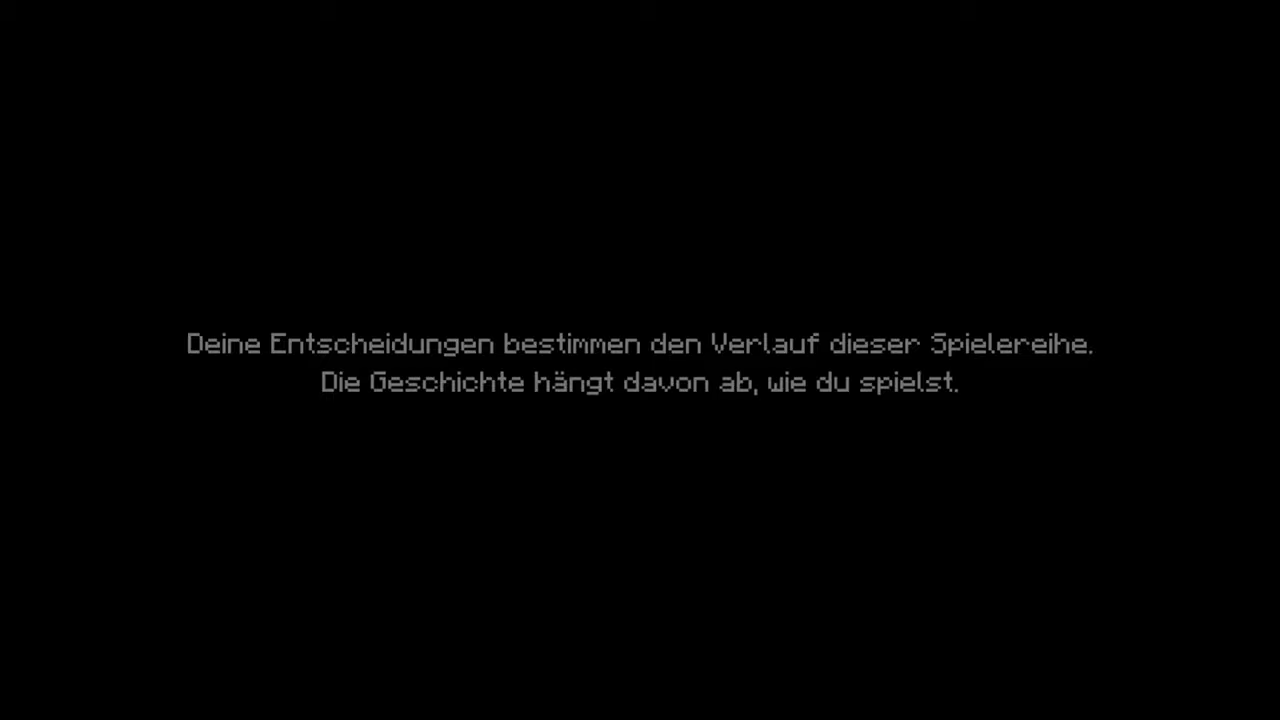 Deine Entscheidungen bestimmen den Verlauf dieser Spielereihe.
Die Geschichte hängt davon ab, wie du spielst.